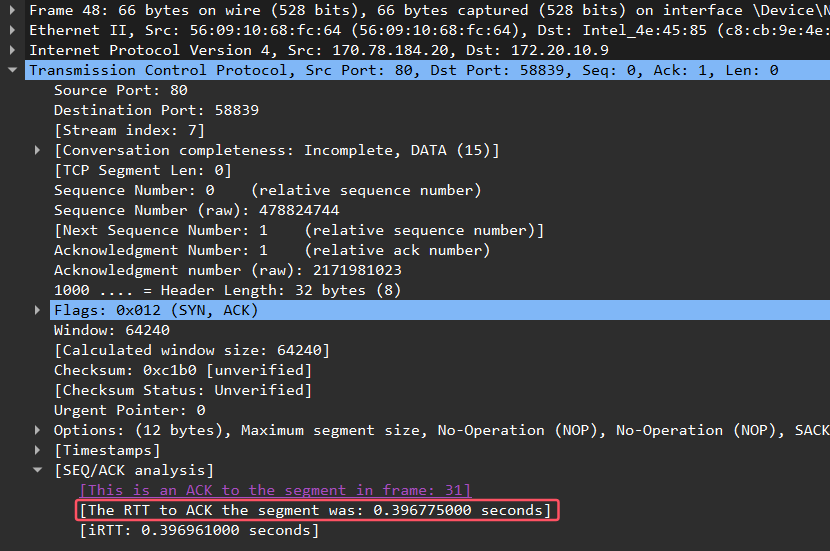 Frame 48: 66 bytes on wire (528 bits), 66 bytes captured (528 bits) on interface \Device\N
Ethernet II, Src: 56:09:10:68:fc:64 (56:09:10:68:fc:64), Dst: Intel_4e:45:85 (c8:cb:9e:4e:
Internet Protocol Version 4, Src: 170.78.184.20, Dst: 172.20.10.9
Transmission Control Protocol, Src Port: 80, Dst Port: 58839, Seq: 0, Ack: 1, Len: 0
Source Port: 80
Destination Port: 58839
[Stream index: 7]
[Conversation completeness: Incomplete, DATA (15)]
[TCP Segment Len: 0]
Sequence Number: 0    (relative sequence number)
Sequence Number (raw): 478824744
[Next Sequence Number: 1    (relative sequence number)]
Acknowledgment Number: 1    (relative ack number)
Acknowledgment number (raw): 2171981023
1000 .... = Header Length: 32 bytes (8)
Flags: 0x012 (SYN, ACK)
Window: 64240
[Calculated window size: 64240]
Checksum: 0xc1b0 [unverified]
[Checksum Status: Unverified]
Urgent Pointer: 0
Options: (12 bytes), Maximum segment size, No-Operation (NOP), No-Operation (NOP), SACK
[Timestamps]
[SEQ/ACK analysis]
[This is an ACK to the segment in frame: 31]
[The RTT to ACK the segment was: 0.396775000 seconds]
[iRTT: 0.396961000 seconds]